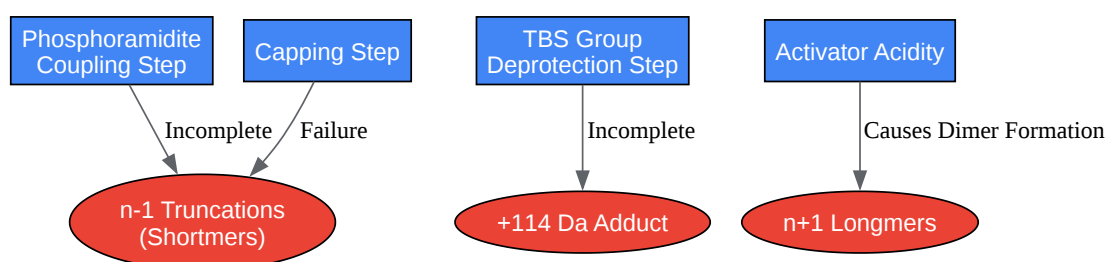 Phosphoramidite
Coupling Step
Capping Step
TBS Group
Deprotection Step
Activator Acidity
Incomplete
Failure
Incomplete
Causes Dimer Formation
n-1 Truncations
(Shortmers)
+114 Da Adduct
n+1 Longmers